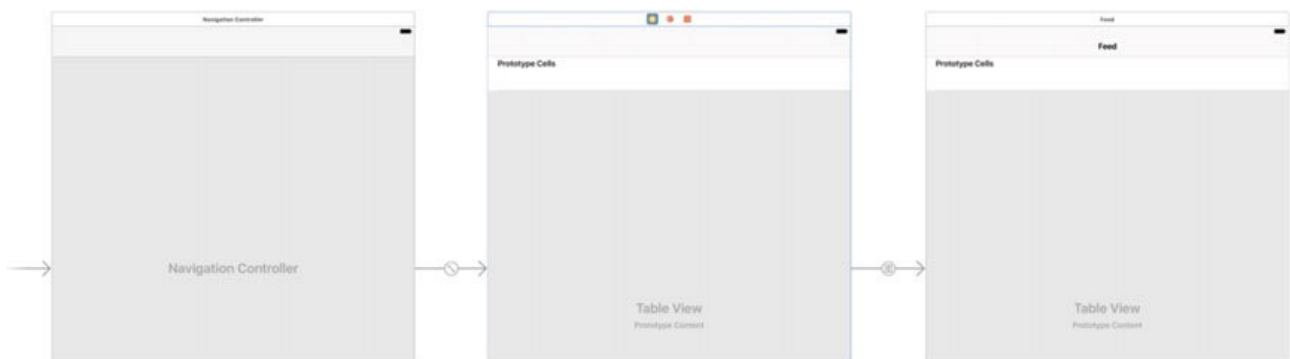 Navigation Controller
Navigation Controller
Prototype Cells
Table View
Prototype Content
Feed
Feed
Prototype Cells
Table View
Prototype Content